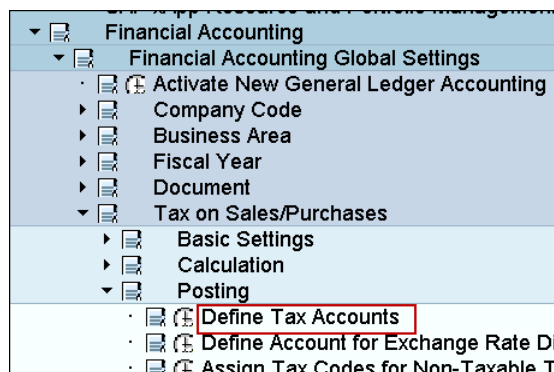 Financial Accounting
Financial Accounting Global Settings
Activate New General Ledger Accounting
Company Code
Business Area
Fiscal Year
Document
Tax on Sales/Purchases
Basic Settings
Calculation
Posting
Define Tax Accounts
Define Account for Exchange Rate Di
Assign Tax Codes for Non-Taxable T